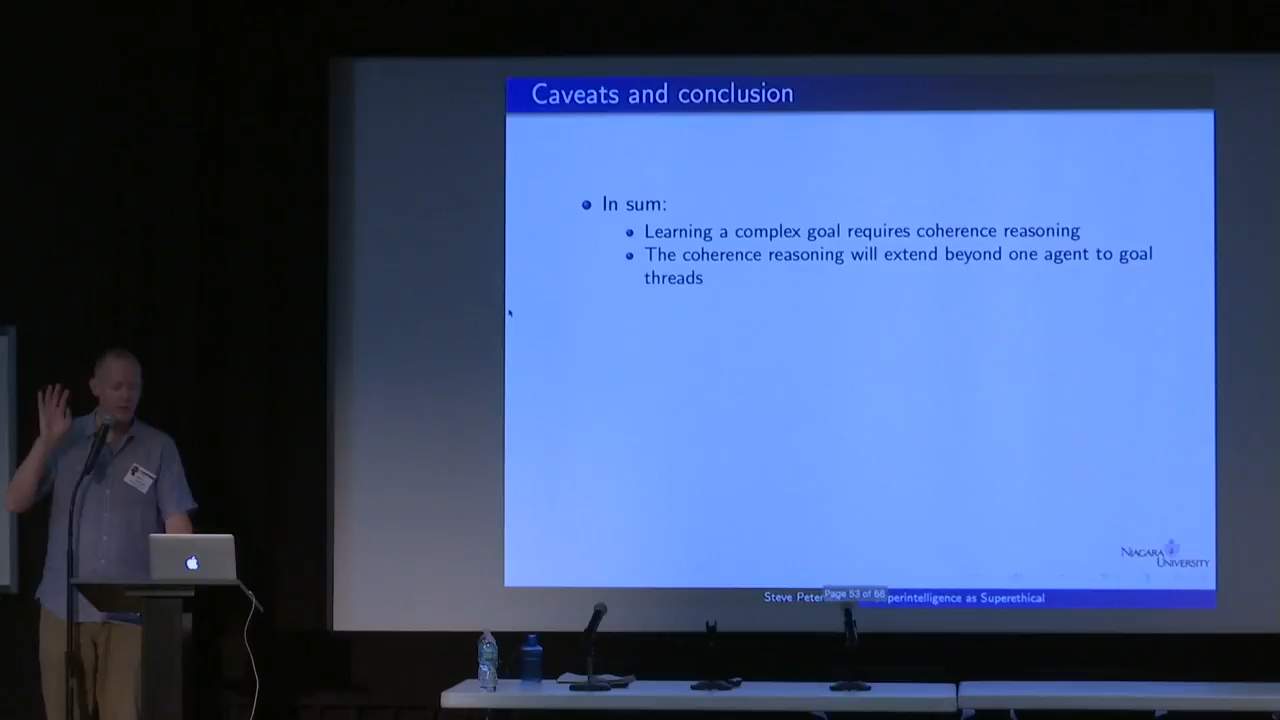 Caveats and conclusion
In sum:
Learning a complex goal requires coherence reasoning
The coherence reasoning will extend beyond one agent to goal
threads
NIAGARA
UNIVERSITY
Steve Peter
Page 53 of 68
perintelligence as Superethical